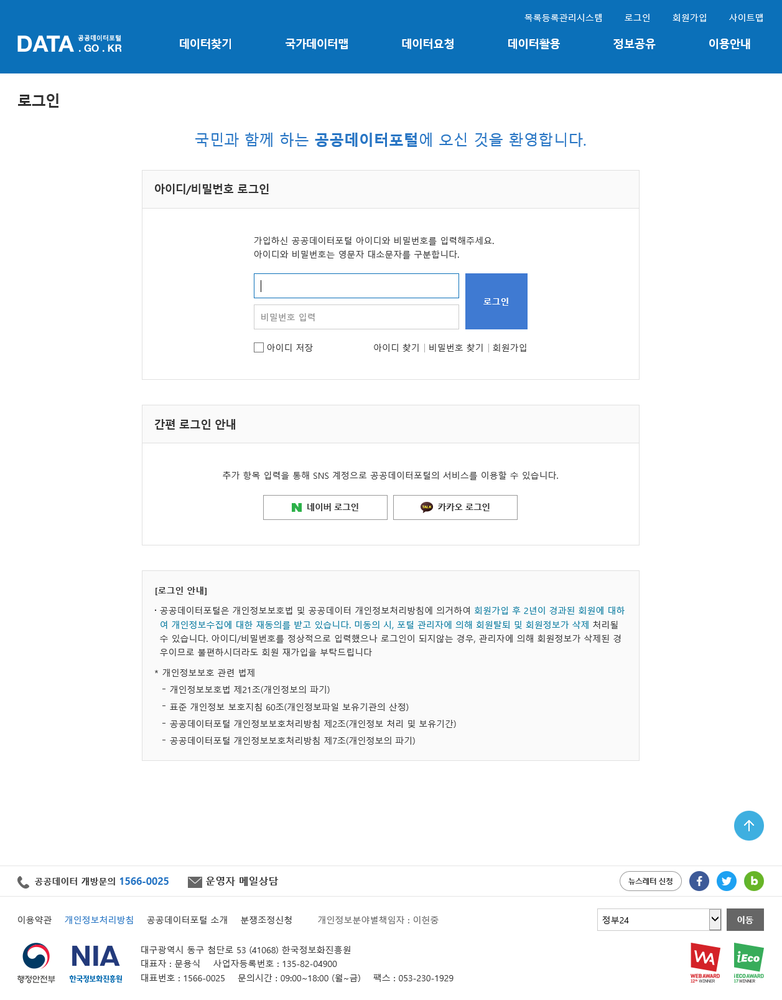 목록등록관리시스템 로그인 회원가입 사이트맵
DATA 공공데이터포털 . GO . KR
데이터찾기 국가데이터맵 데이터요청 데이터활용 정보공유 이용안내
로그인
국민과 함께 하는 공공데이터포털에 오신 것을 환영합니다.
아이디/비밀번호 로그인
가입하신 공공데이터포털 아이디와 비밀번호를 입력해주세요.
아이디와 비밀번호는 영문자 대소문자를 구분합니다.
로그인
비밀번호 입력
아이디 저장 아이디 찾기 | 비밀번호 찾기 | 회원가입
간편 로그인 안내
추가 항목 입력을 통해 SNS 계정으로 공공데이터포털의 서비스를 이용할 수 있습니다.
N 네이버 로그인 TALK 카카오 로그인
[로그인 안내]
· 공공데이터포털은 개인정보보호법 및 공공데이터 개인정보처리방침에 의거하여 회원가입 후 2년이 경과된 회원에 대하
여 개인정보수집에 대한 재동의를 받고 있습니다. 미동의 시, 포털 관리자에 의해 회원탈퇴 및 회원정보가 삭제 처리될
수 있습니다. 아이디/비밀번호를 정상적으로 입력했으나 로그인이 되지않는 경우, 관리자에 의해 회원정보가 삭제된 경
우이므로 불편하시더라도 회원 재가입을 부탁드립니다
* 개인정보보호 관련 법제
- 개인정보보호법 제21조(개인정보의 파기)
- 표준 개인정보 보호지침 60조(개인정보파일 보유기관의 산정)
- 공공데이터포털 개인정보보호처리방침 제2조(개인정보 처리 및 보유기간)
- 공공데이터포털 개인정보보호처리방침 제7조(개인정보의 파기)
공공데이터 개방문의 1566-0025 운영자 메일상담 뉴스레터 신청 f b
이용약관 개인정보처리방침 공공데이터포털 소개 분쟁조정신청 개인정보분야별책임자 : 이헌중 정부24 이동
행정안전부
NIA 한국정보화진흥원
대구광역시 동구 첨단로 53 (41068) 한국정보화진흥원
대표자 : 문용식 사업자등록번호 : 135-82-04900
대표번호 : 1566-0025 문의시간 : 09:00~18:00 (월~금) 팩스 : 053-230-1929
WA WEB AWARD 12th WINNER
iEco iECO AWARD 17 WINNER